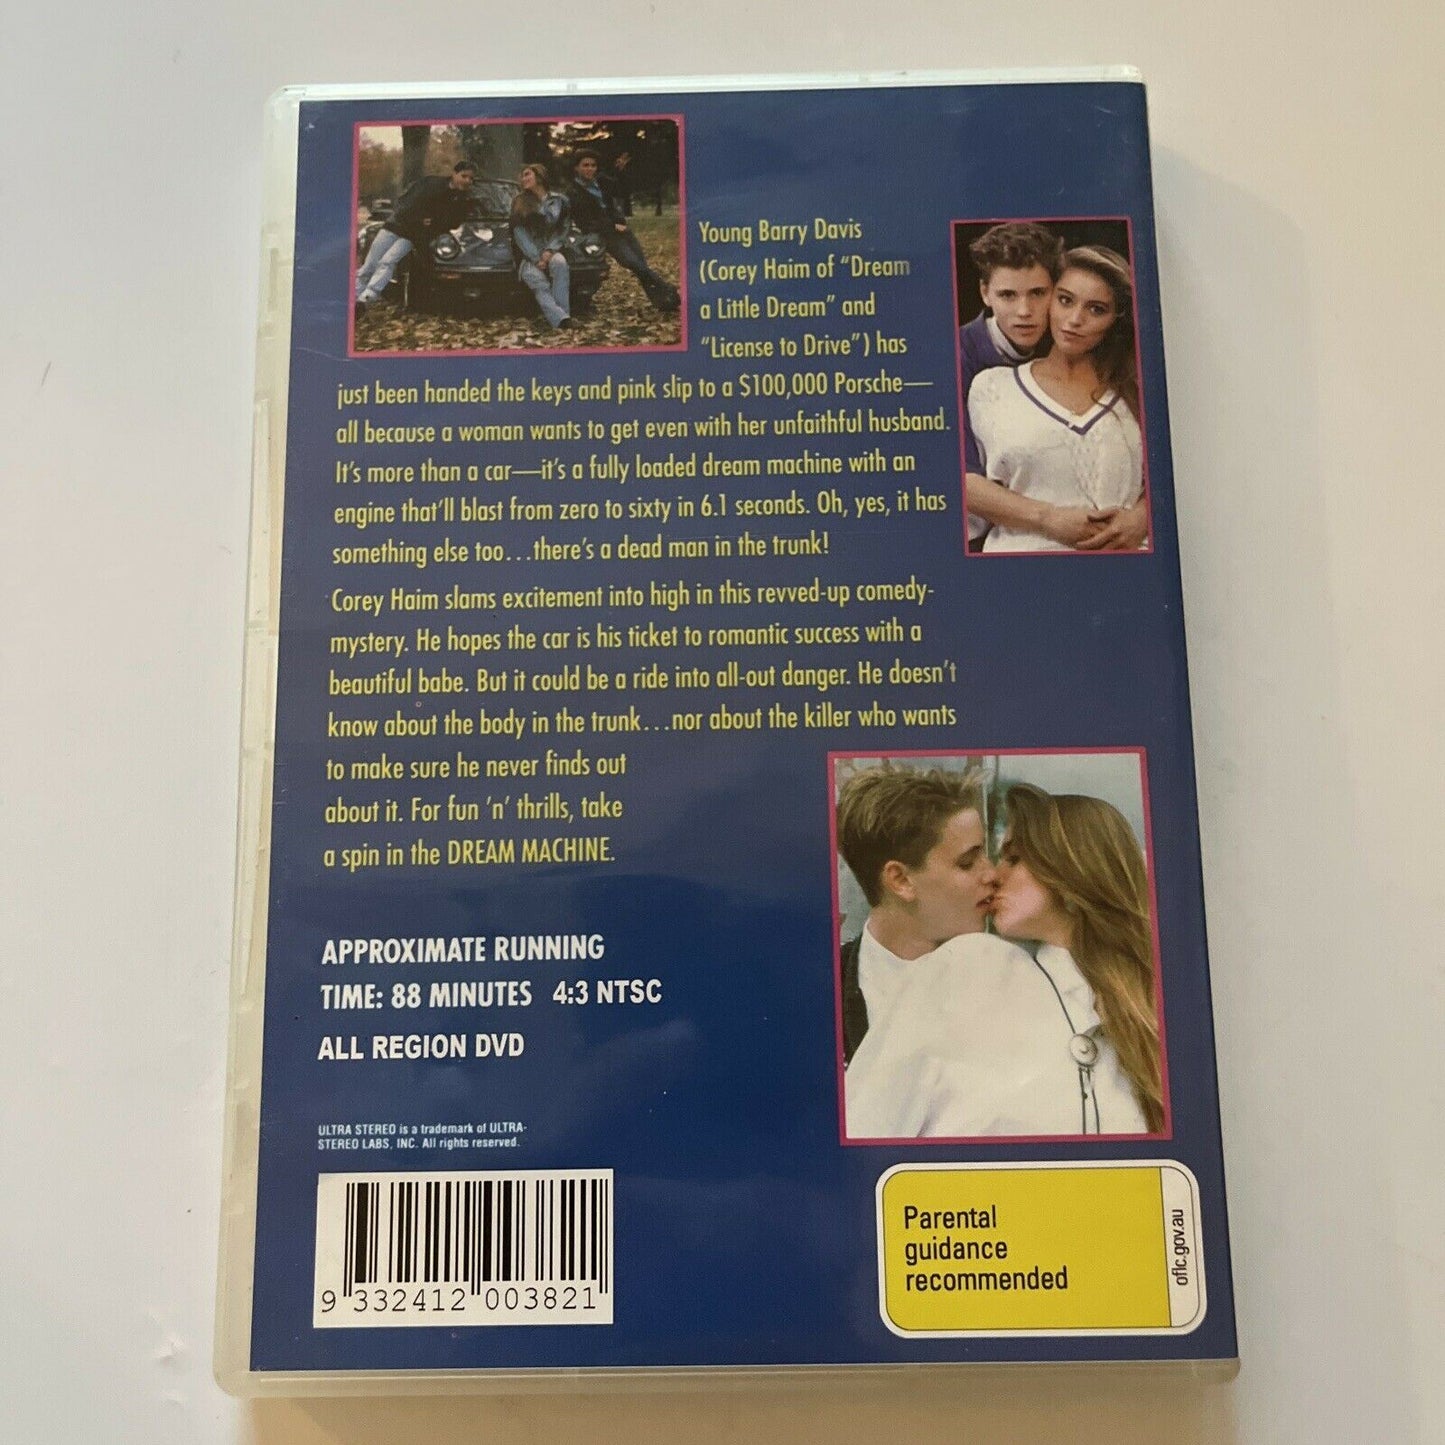 Young Barry Davis
(Corey Haim of “Dream
a Little Dream” and
“License to Drive”) has
just been handed the keys and pink slip to a $100,000 Porsche—
all because a woman wants to get even with her unfaithful husband.
It’s more than a car—it’s a fully loaded dream machine with an
engine that’ll blast from zero to sixty in 6.1 seconds. Oh, yes, it has
something else too...there’s a dead man in the trunk!
Corey Haim slams excitement into high in this revved-up comedy-
mystery. He hopes the car is his ticket to romantic success with a
beautiful babe. But it could be a ride into all-out danger. He doesn’t
know about the body in the trunk...nor about the killer who wants
to make sure he never finds out
about it. For fun ’n’ thrills, take
a spin in the DREAM MACHINE.
APPROXIMATE RUNNING
TIME: 88 MINUTES 4:3 NTSC
ALL REGION DVD
ULTRA STEREO is a trademark of ULTRA-
STEREO LABS, INC. All rights reserved.
9 332412 003821
Parental
guidance
recommended
oflc.gov.au